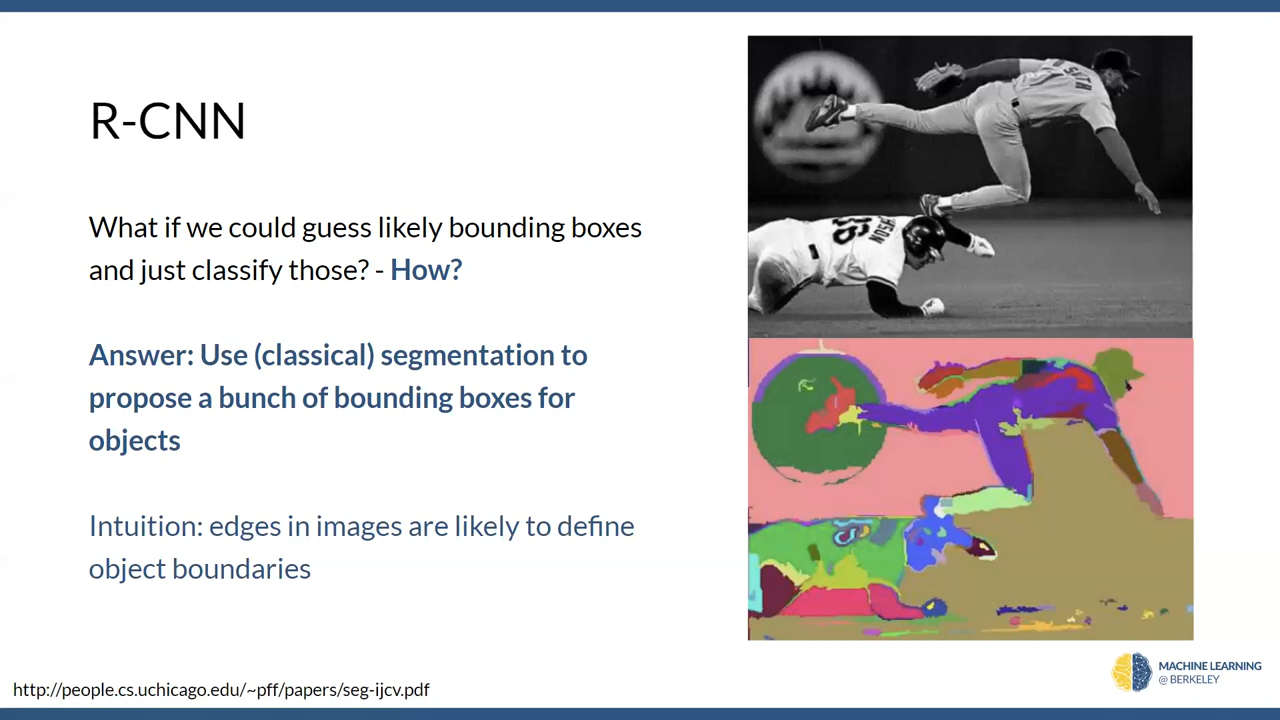 R-CNN
What if we could guess likely bounding boxes
and just classify those? - How?
Answer: Use (classical) segmentation to
propose a bunch of bounding boxes for
objects
Intuition: edges in images are likely to define
object boundaries
http://people.cs.uchicago.edu/~pff/papers/seg-ijcv.pdf
MACHINE LEARNING
@ BERKELEY